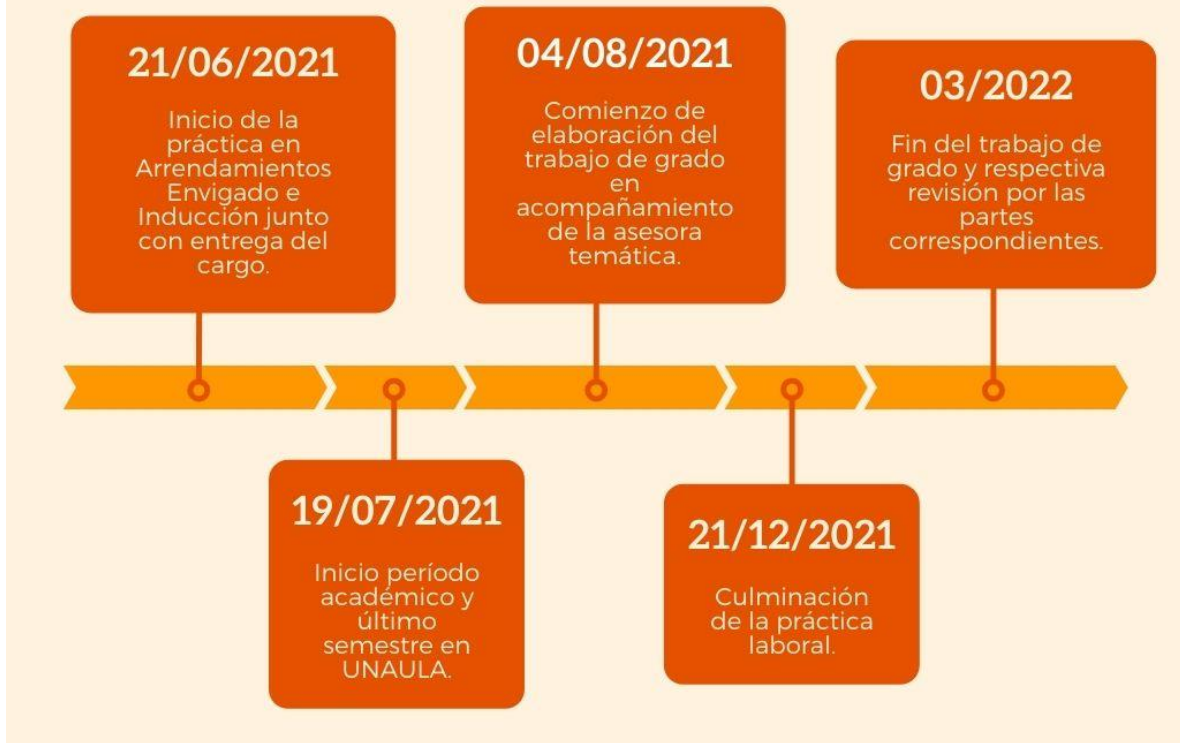 21/06/2021
Inicio de la
práctica en
Arrendamientos
Envigado e
Inducción junto
con entrega del
cargo.
19/07/2021
Inicio período
académico y
último
semestre en
UNAULA.
04/08/2021
Comienzo de
elaboración del
trabajo de grado
en
acompañamiento
de la asesora
temática.
21/12/2021
Culminación
de la práctica
laboral.
03/2022
Fin del trabajo de
grado y respectiva
revisión por las
partes
correspondientes.